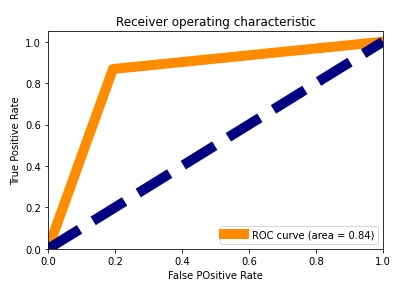 Receiver operating characteristic
1.0
0.8
0.6
0.4
0.2
0.0
True Positive Rate
ROC curve (area = 0.84)
0.0 0.2 0.4 0.6 0.8 1.0
False POsitive Rate